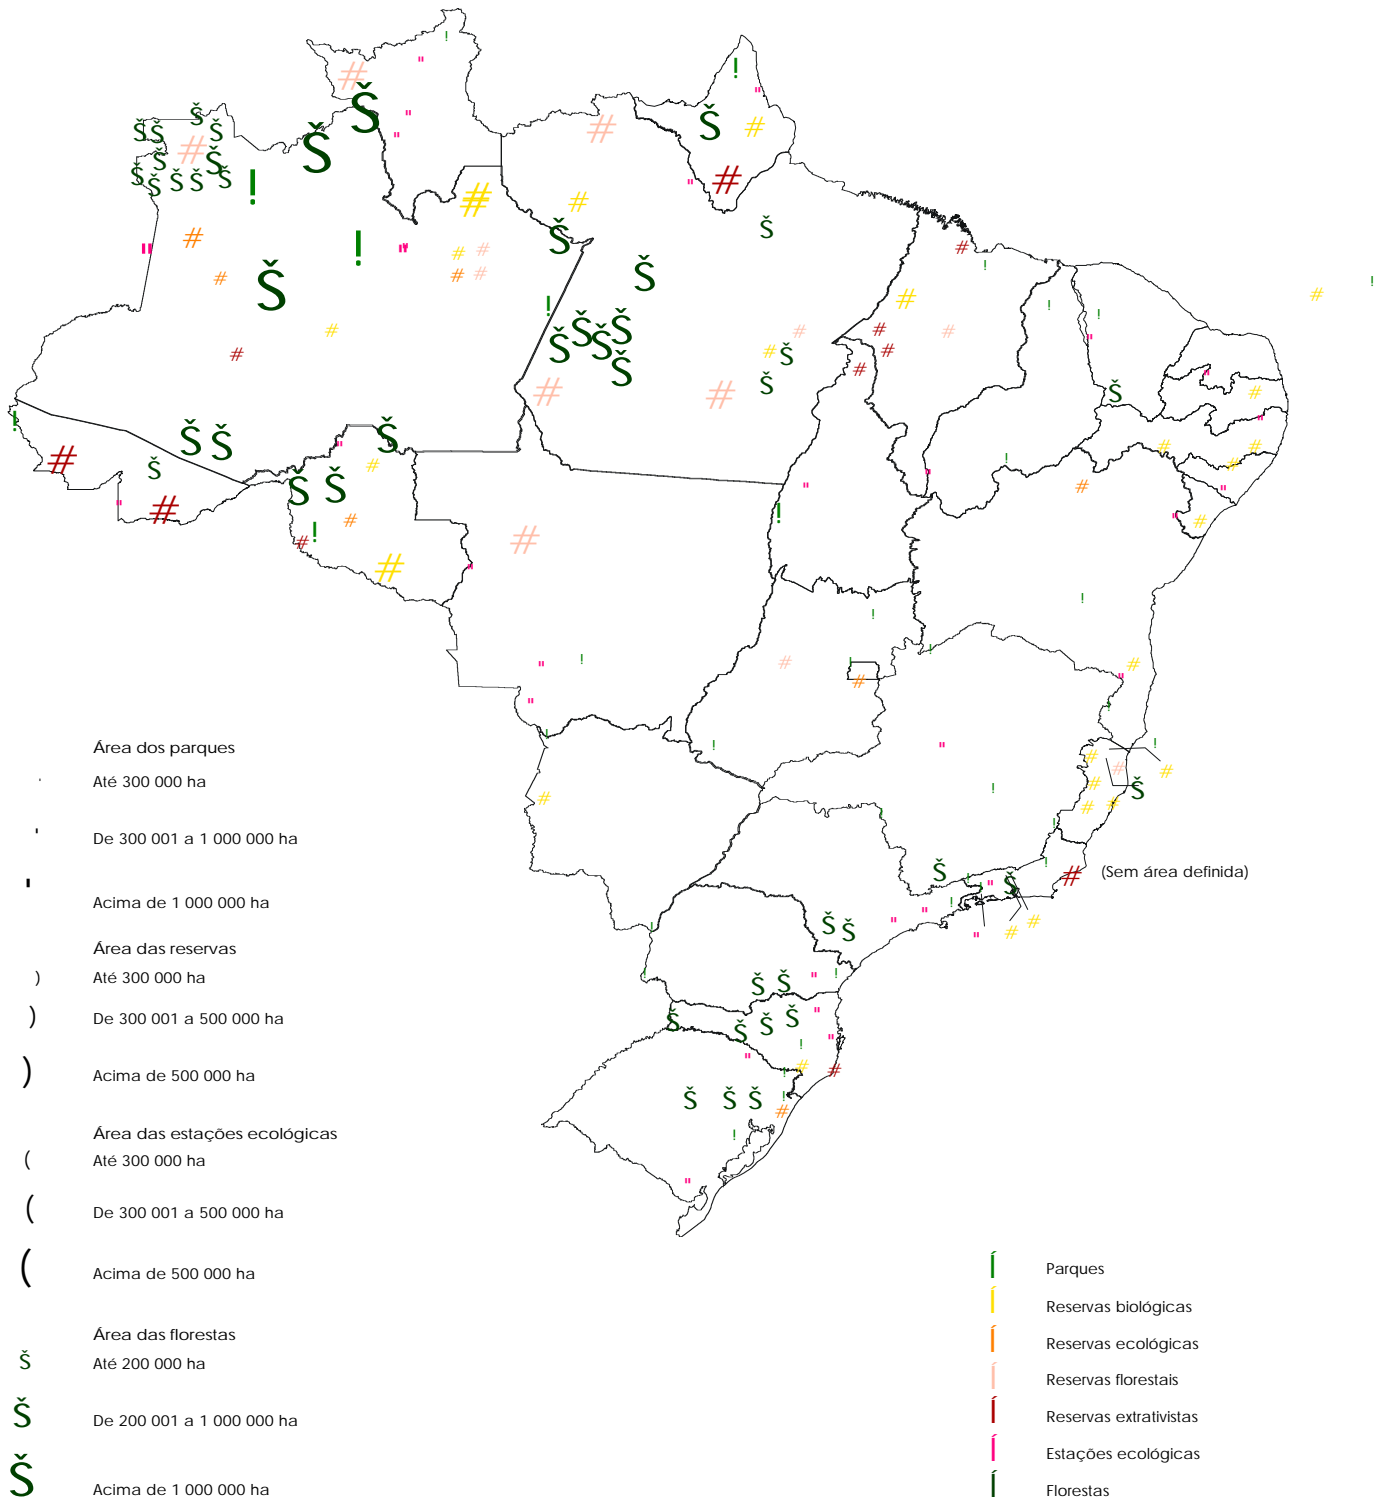 (Sem área definida)
Área dos parques
Até 300 000 ha
De 300 001 a 1 000 000 ha
Acima de 1 000 000 ha
Área das reservas
) Até 300 000 ha
) De 300 001 a 500 000 ha
) Acima de 500 000 ha
Área das estações ecológicas
( Até 300 000 ha
( De 300 001 a 500 000 ha
( Acima de 500 000 ha
Área das florestas
Š Até 200 000 ha
Š De 200 001 a 1 000 000 ha
Š Acima de 1 000 000 ha
Í Parques
Í Reservas biológicas
Í Reservas ecológicas
Í Reservas florestais
Í Reservas extrativistas
Í Estações ecológicas
Í Florestas